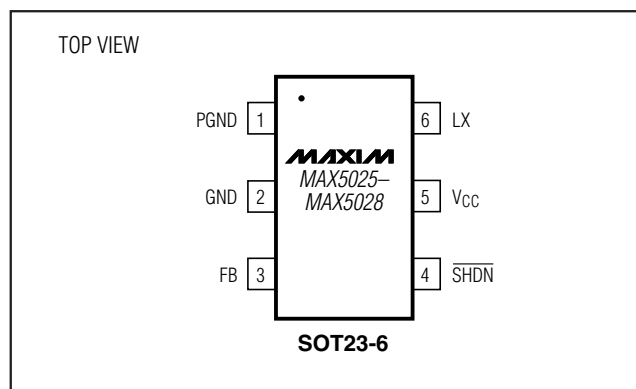 TOP VIEW
PGND 1
6 LX
MAXIM
MAX5025–
MAX5028
GND 2
5 VCC
FB 3
4 SHDN
SOT23-6